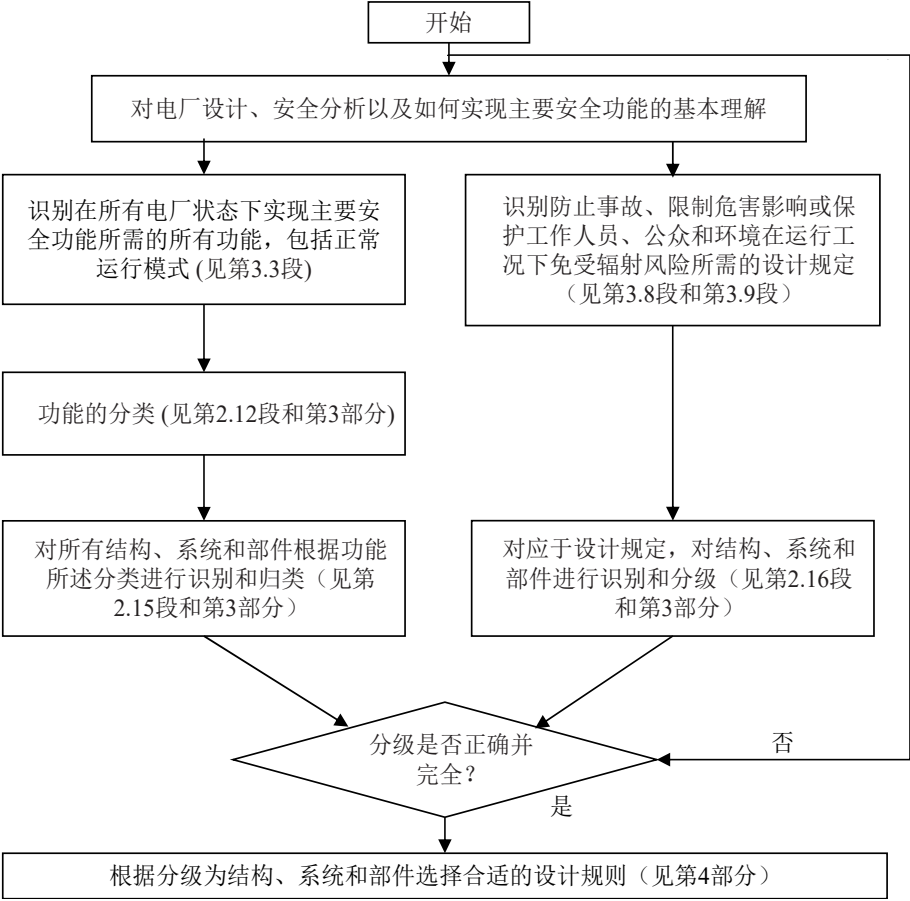 开始
对电厂设计、安全分析以及如何实现主要安全功能的基本理解
识别在所有电厂状态下实现主要安
全功能所需的所有功能，包括正常
运行模式 (见第3.3段)
识别防止事故、限制危害影响或保
护工作人员、公众和环境在运行工
况下免受辐射风险所需的设计规定
（见第3.8段和第3.9段）
功能的分类 (见第2.12段和第3部分)
对所有结构、系统和部件根据功能
所述分类进行识别和归类（见第
2.15段和第3部分）
对应于设计规定，对结构、系统和
部件进行识别和分级（见第2.16段
和第3部分）
分级是否正确并
完全？
否
是
根据分级为结构、系统和部件选择合适的设计规则（见第4部分）